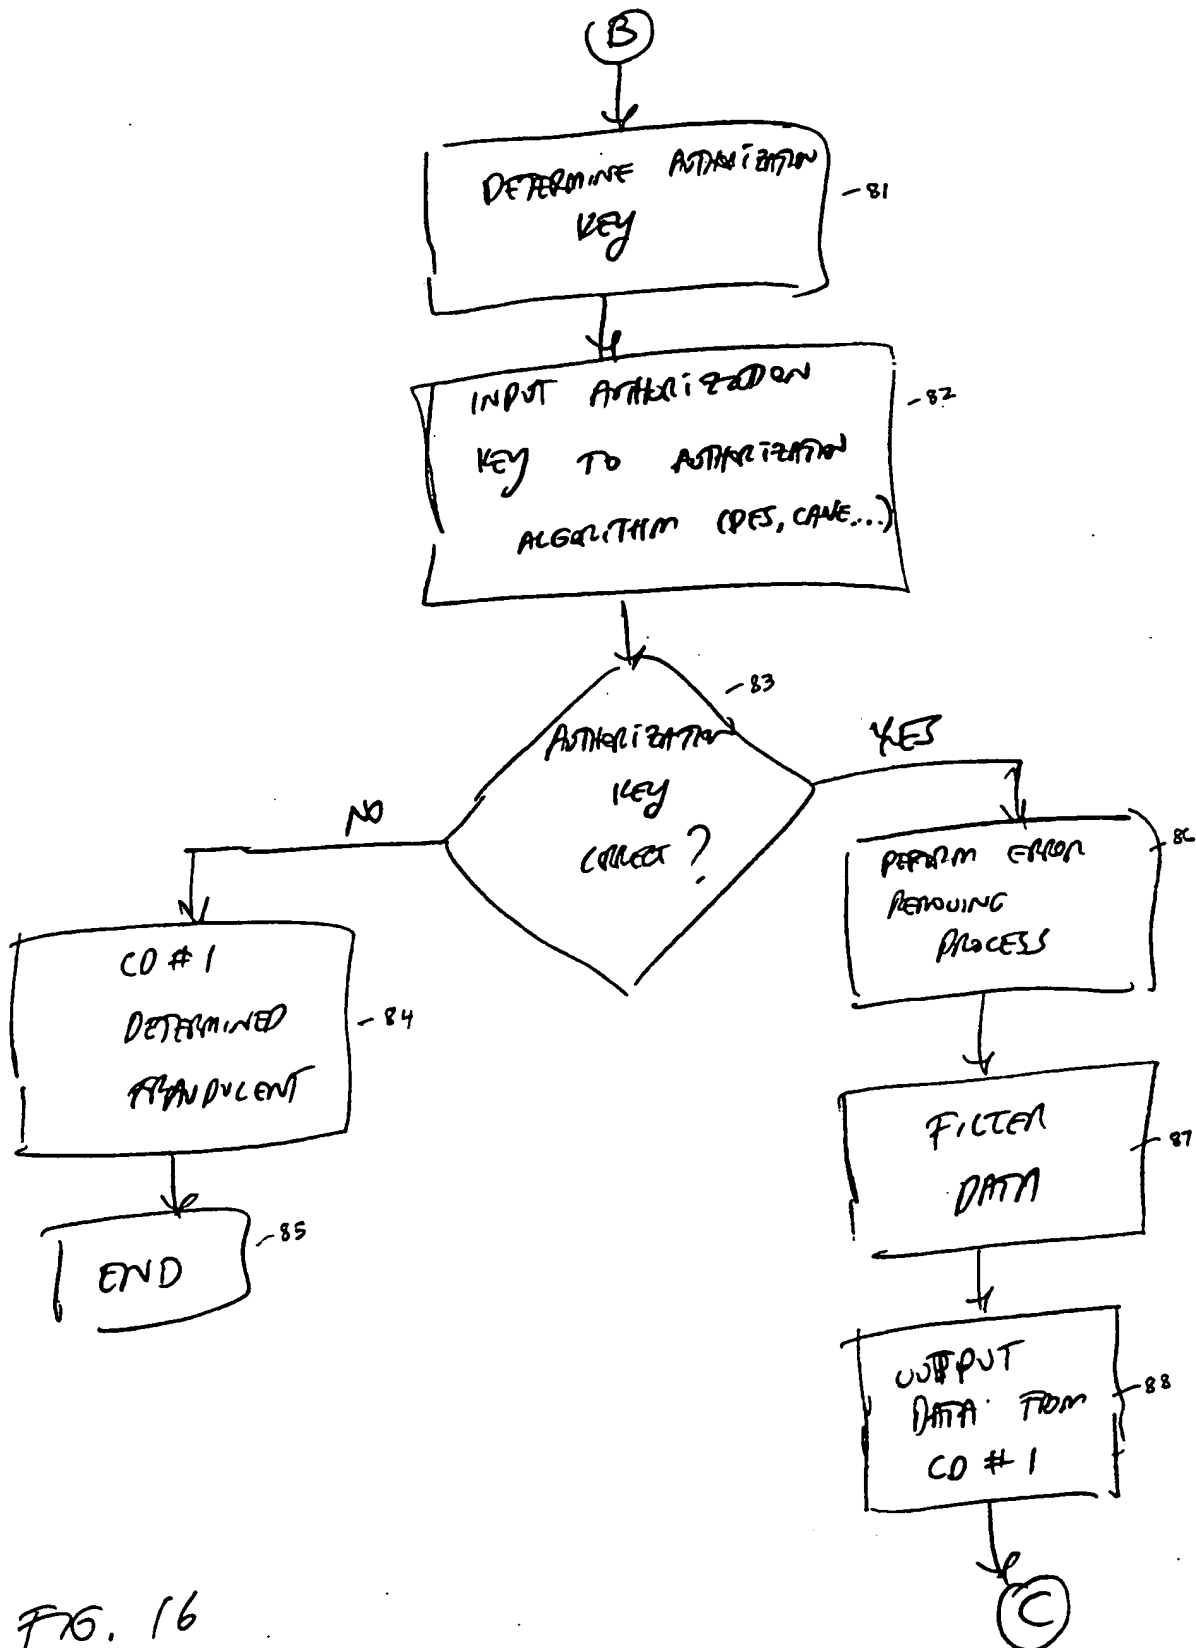 B
DETERMINE AUTHORIZATION
KEY
81
INPUT AUTHORIZATION
KEY TO AUTHORIZATION
ALGORITHM (DES, CAVE...)
82
83
AUTHORIZATION
KEY
CORRECT?
YES
NO
CD #1
DETERMINED
FRAUDULENT
84
END
85
PERFORM ERROR
REMOVING
PROCESS
86
FILTER
DATA
87
OUTPUT
DATA FROM
CD #1
88
C
FIG. 16